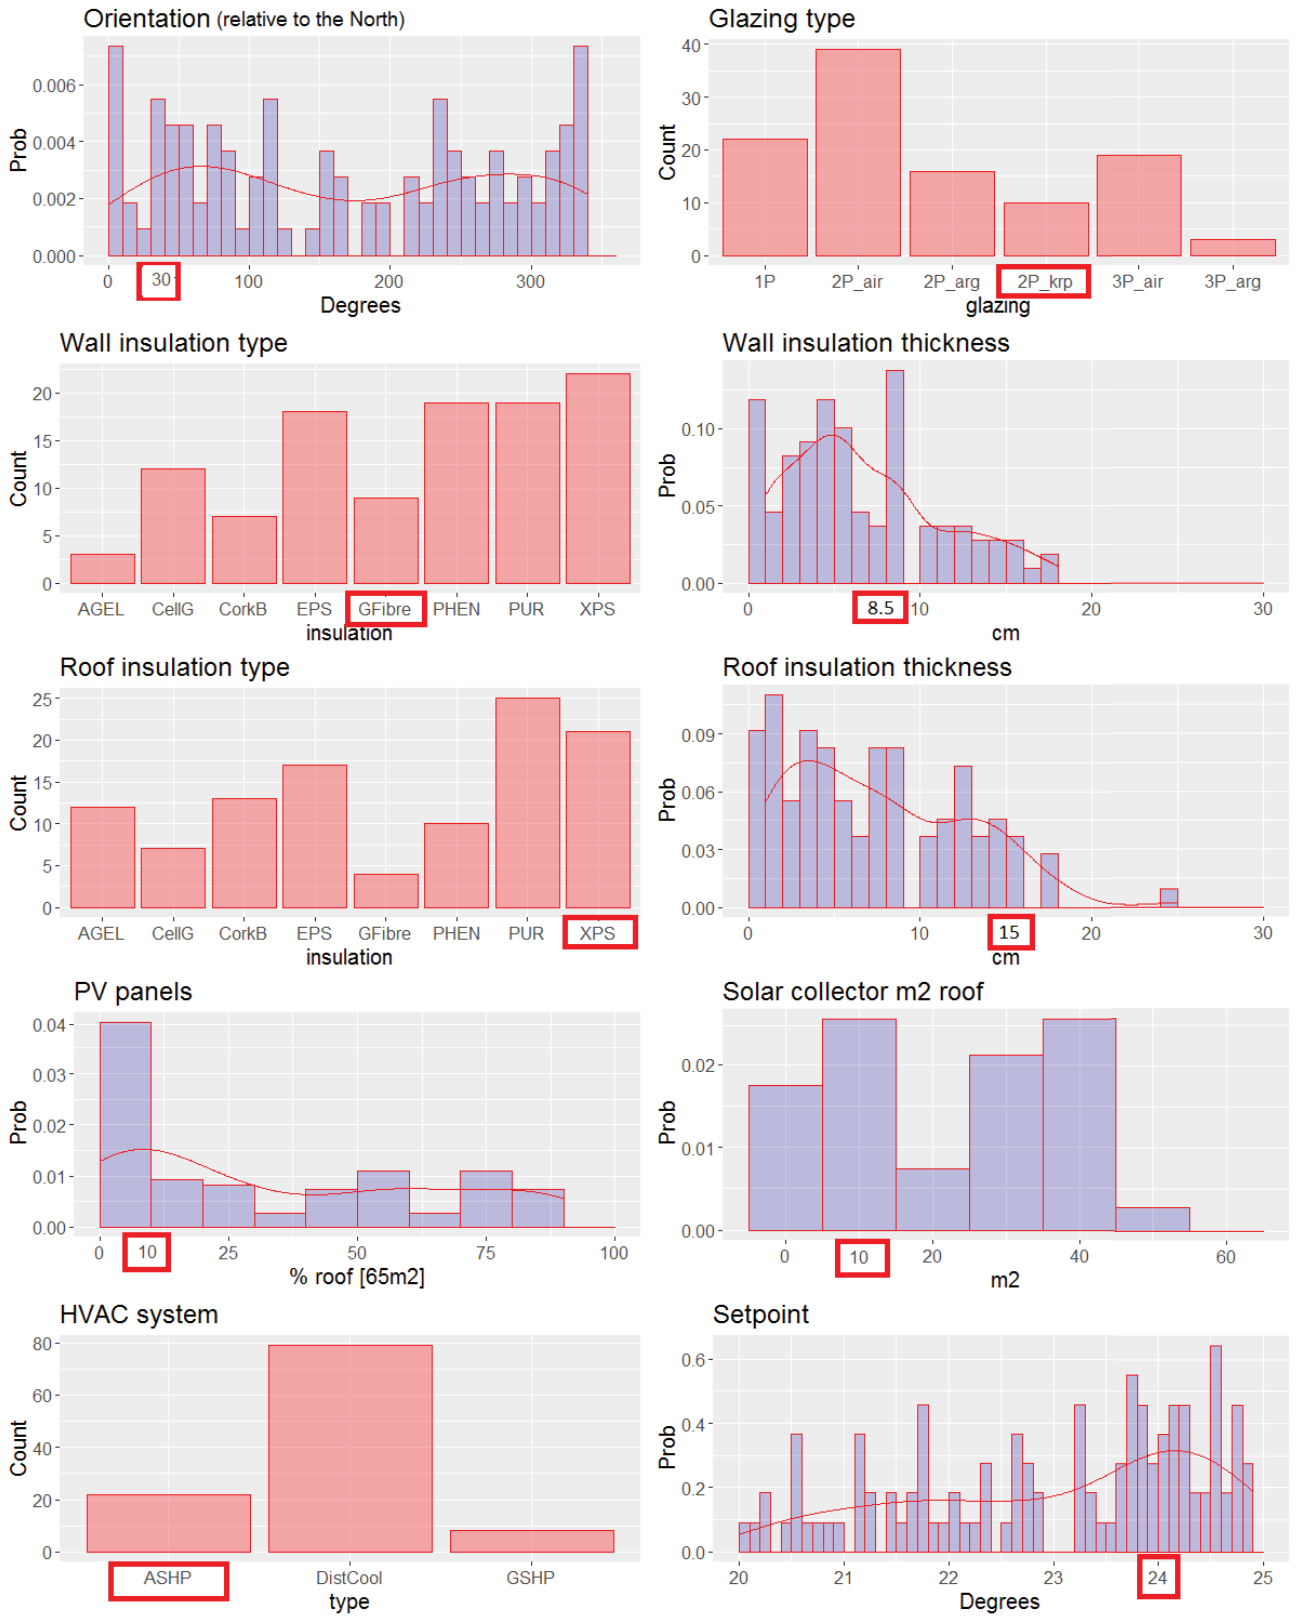 Orientation (relative to the North)
Prob
0.006
0.004
0.002
0.000
0 30 100 200 300
Degrees
Glazing type
Count
40
30
20
10
0
1P 2P_air 2P_arg 2P_krp 3P_air 3P_arg
glazing
Wall insulation type
Count
20
15
10
5
0
AGEL CellG CorkB EPS GFibre PHEN PUR XPS
insulation
Wall insulation thickness
Prob
0.10
0.05
0.00
0 8.5 10 20 30
cm
Roof insulation type
Count
25
20
15
10
5
0
AGEL CellG CorkB EPS GFibre PHEN PUR XPS
insulation
Roof insulation thickness
Prob
0.09
0.06
0.03
0.00
0 10 15 20 30
cm
PV panels
Prob
0.04
0.03
0.02
0.01
0.00
0 10 25 50 75 100
% roof [65m2]
Solar collector m2 roof
Prob
0.02
0.01
0.00
0 10 20 40 60
m2
HVAC system
Count
80
60
40
20
0
ASHP DistCool GSHP
type
Setpoint
Prob
0.6
0.4
0.2
0.0
20 21 22 23 24 25
Degrees